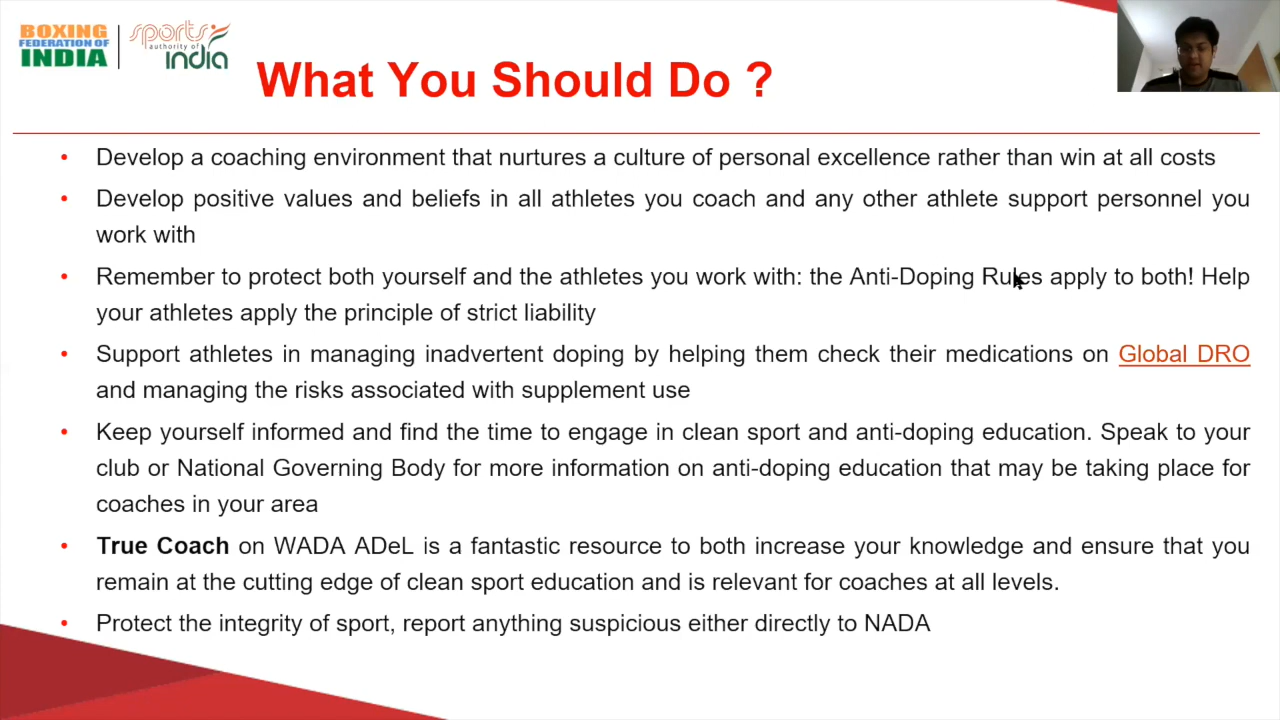 BOXING
FEDERATION OF
INDIA
sports
authority of
india
What You Should Do ?
• Develop a coaching environment that nurtures a culture of personal excellence rather than win at all costs
• Develop positive values and beliefs in all athletes you coach and any other athlete support personnel you
work with
• Remember to protect both yourself and the athletes you work with: the Anti-Doping Rules apply to both! Help
your athletes apply the principle of strict liability
• Support athletes in managing inadvertent doping by helping them check their medications on Global DRO
and managing the risks associated with supplement use
• Keep yourself informed and find the time to engage in clean sport and anti-doping education. Speak to your
club or National Governing Body for more information on anti-doping education that may be taking place for
coaches in your area
• True Coach on WADA ADeL is a fantastic resource to both increase your knowledge and ensure that you
remain at the cutting edge of clean sport education and is relevant for coaches at all levels.
• Protect the integrity of sport, report anything suspicious either directly to NADA